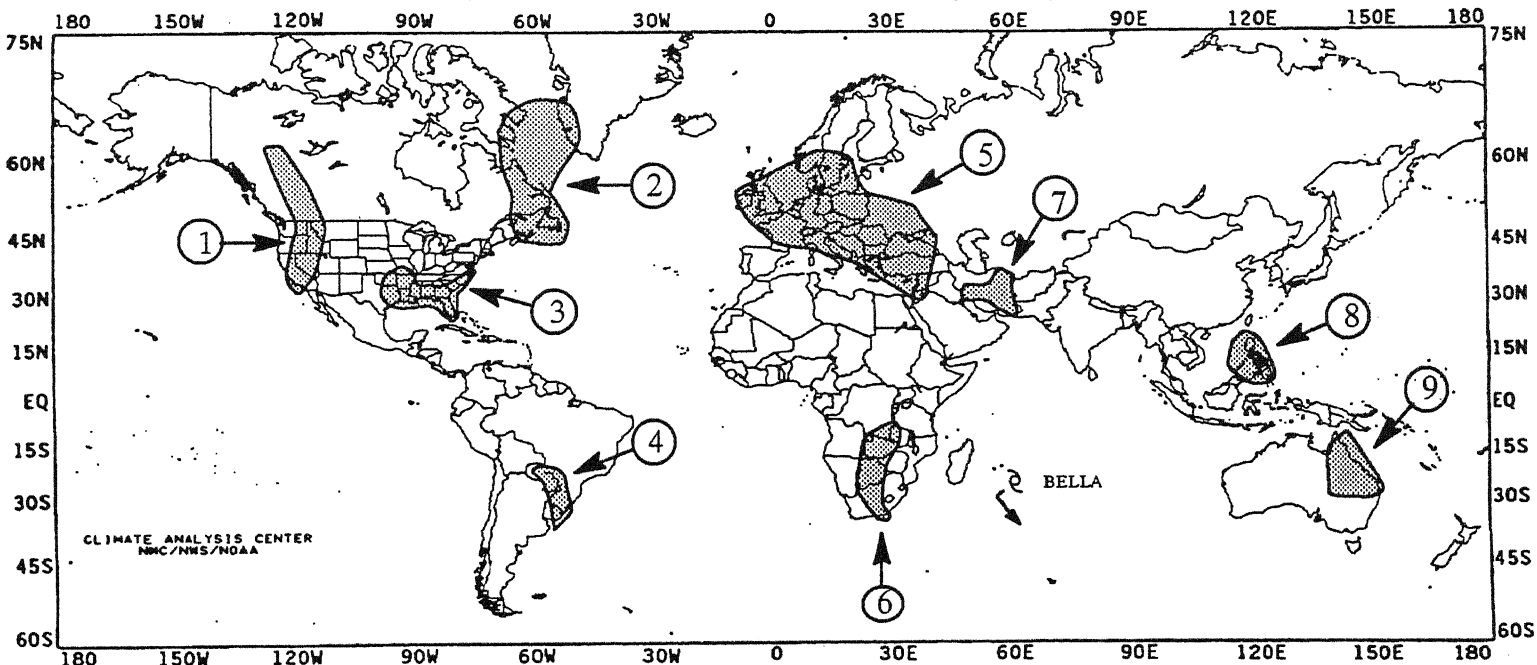 180 150W 120W 90W 60W 30W 0 30E 60E 90E 120E 150E 180
75N 75N
60N 60N
5
2
7
1
45N 45N
30N 30N
3
8
15N 15N
9
EQ EQ
4
15S 15S
BELLA
30S 30S
CLIMATE ANALYSIS CENTER
NMC/NWS/NOAA
45S 45S
6
60S 60S
180 150W 120W 90W 60W 30W 0 30E 60E 90E 120E 150E 180